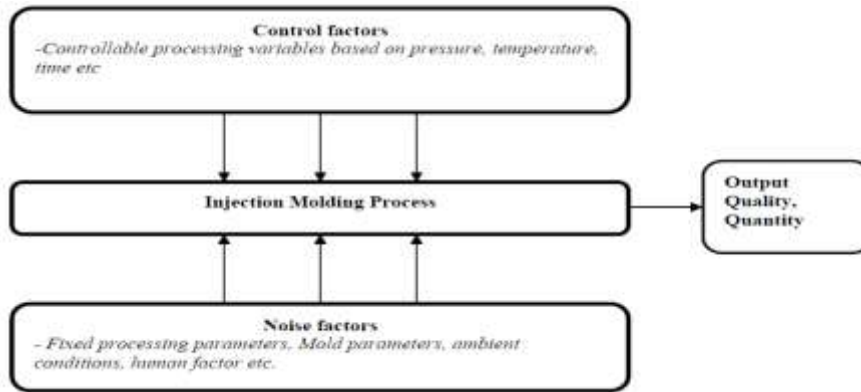 Control factors
-Controllable processing variables based on pressure, temperature,
time etc
Injection Molding Process
Output
Quality,
Quantity
Noise factors
- Fixed processing parameters, Mold parameters, ambient
conditions, human factor etc.